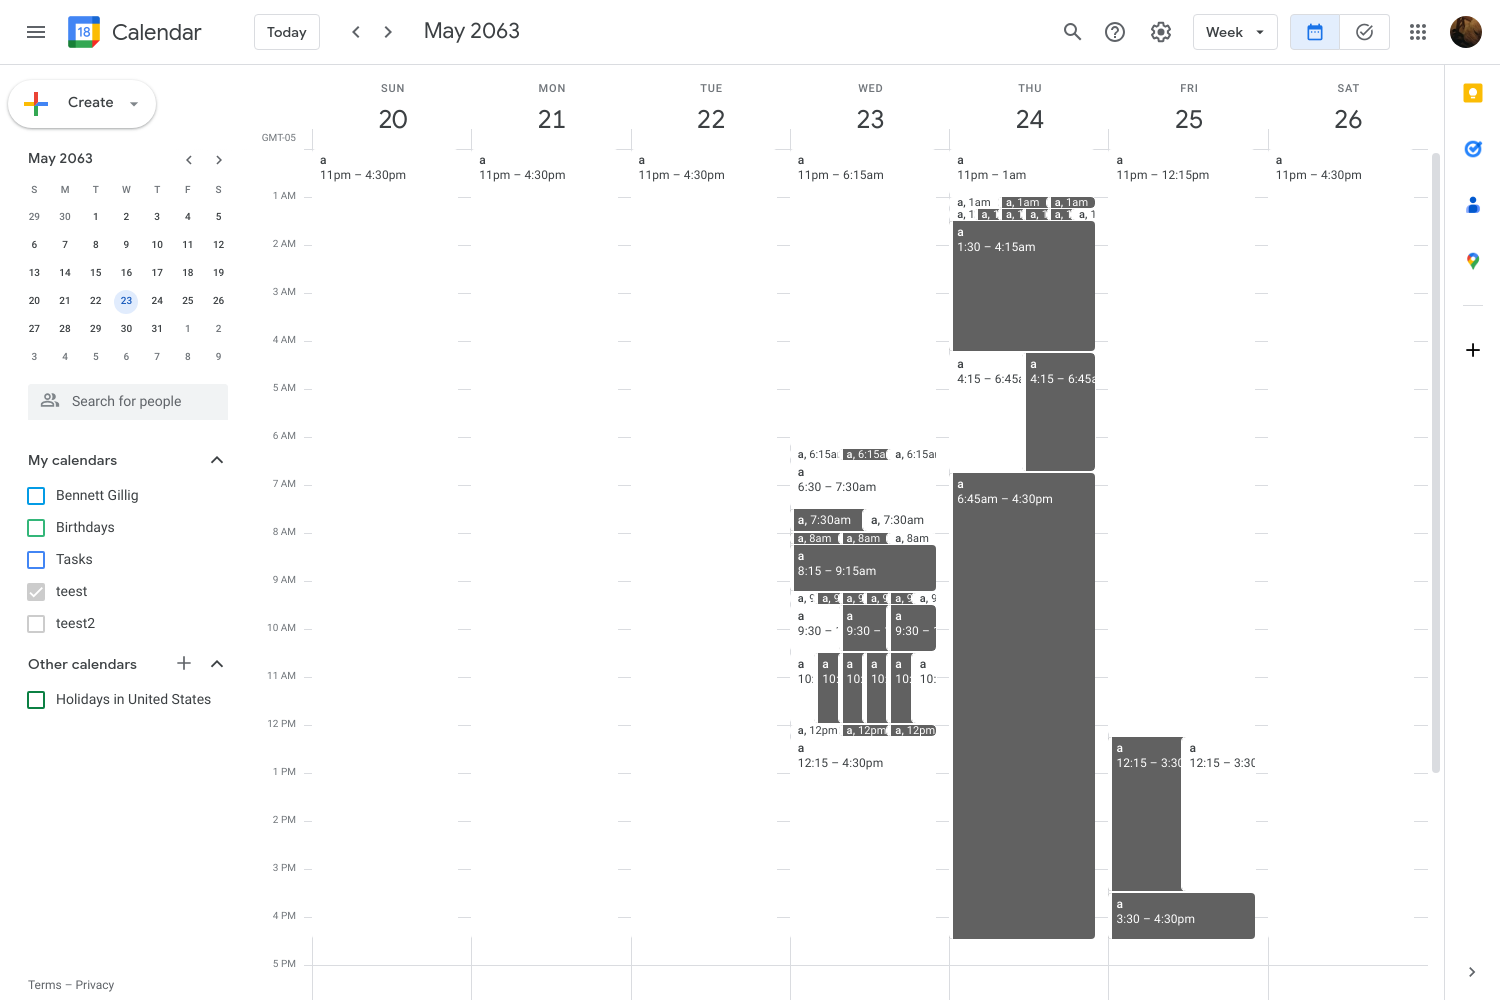 18 Calendar
Today
May 2063
Week
Create
May 2063
S M T W T F S
29 30 1 2 3 4 5
6 7 8 9 10 11 12
13 14 15 16 17 18 19
20 21 22 23 24 25 26
27 28 29 30 31 1 2
3 4 5 6 7 8 9
Search for people
My calendars
Bennett Gillig
Birthdays
Tasks
teest
teest2
Other calendars
Holidays in United States
Terms – Privacy
SUN MON TUE WED THU FRI SAT
20 21 22 23 24 25 26
GMT-05
1 AM
2 AM
3 AM
4 AM
5 AM
6 AM
7 AM
8 AM
9 AM
10 AM
11 AM
12 PM
1 PM
2 PM
3 PM
4 PM
5 PM
a
11pm – 4:30pm
a
11pm – 4:30pm
a
11pm – 4:30pm
a
11pm – 6:15am
a, 6:15a
a, 6:15a
a, 6:15a
a
6:30 – 7:30am
a, 7:30am
a, 7:30am
a, 8am
a, 8am
a, 8am
a
8:15 – 9:15am
a, 9
a, 9
a, 9
a, 9
a, 9
a, 9
a
9:30 –
a
9:30 –
a
9:30 –
a
10:
a
10:
a
10:
a
10:
a
10:
a
10:
a, 12pm
a, 12pm
a, 12pm
a
12:15 – 4:30pm
a
11pm – 1am
a, 1am
a, 1am
a, 1am
a, 1
a, 1
a, 1
a, 1
a, 1
a, 1
a
1:30 – 4:15am
a
4:15 – 6:45a
a
4:15 – 6:45a
a
6:45am – 4:30pm
a
11pm – 12:15pm
a
12:15 – 3:30
a
12:15 – 3:30
a
3:30 – 4:30pm
a
11pm – 4:30pm